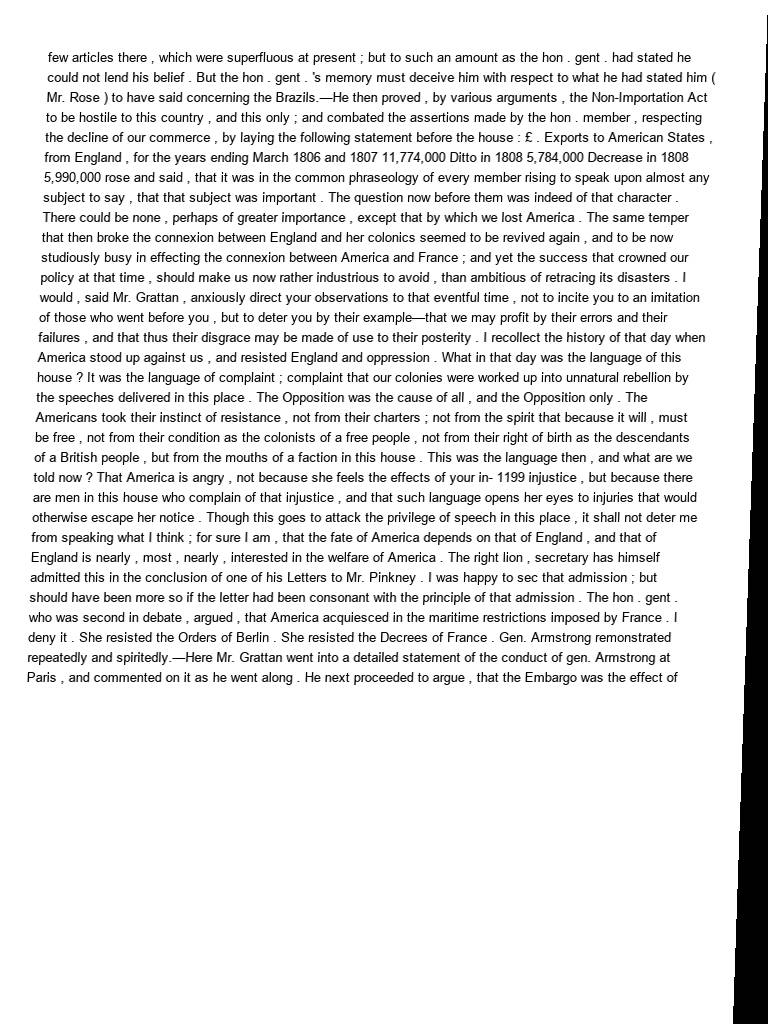 few articles there , which were superfluous at present ; but to such an amount as the hon . gent . had stated he
could not lend his belief . But the hon . gent . 's memory must deceive him with respect to what he had stated him (
Mr. Rose ) to have said concerning the Brazils.—He then proved , by various arguments , the Non-Importation Act
to be hostile to this country , and this only ; and combated the assertions made by the hon . member , respecting
the decline of our commerce , by laying the following statement before the house : £ . Exports to American States ,
from England , for the years ending March 1806 and 1807 11,774,000 Ditto in 1808 5,784,000 Decrease in 1808
5,990,000 rose and said , that it was in the common phraseology of every member rising to speak upon almost any
subject to say , that that subject was important . The question now before them was indeed of that character .
There could be none , perhaps of greater importance , except that by which we lost America . The same temper
that then broke the connexion between England and her colonics seemed to be revived again , and to be now
studiously busy in effecting the connexion between America and France ; and yet the success that crowned our
policy at that time , should make us now rather industrious to avoid , than ambitious of retracing its disasters . I
would , said Mr. Grattan , anxiously direct your observations to that eventful time , not to incite you to an imitation
of those who went before you , but to deter you by their example—that we may profit by their errors and their
failures , and that thus their disgrace may be made of use to their posterity . I recollect the history of that day when
America stood up against us , and resisted England and oppression . What in that day was the language of this
house ? It was the language of complaint ; complaint that our colonies were worked up into unnatural rebellion by
the speeches delivered in this place . The Opposition was the cause of all , and the Opposition only . The
Americans took their instinct of resistance , not from their charters ; not from the spirit that because it will , must
be free , not from their condition as the colonists of a free people , not from their right of birth as the descendants
of a British people , but from the mouths of a faction in this house . This was the language then , and what are we
told now ? That America is angry , not because she feels the effects of your in- 1199 injustice , but because there
are men in this house who complain of that injustice , and that such language opens her eyes to injuries that would
otherwise escape her notice . Though this goes to attack the privilege of speech in this place , it shall not deter me
from speaking what I think ; for sure I am , that the fate of America depends on that of England , and that of
England is nearly , most , nearly , interested in the welfare of America . The right lion , secretary has himself
admitted this in the conclusion of one of his Letters to Mr. Pinkney . I was happy to sec that admission ; but
should have been more so if the letter had been consonant with the principle of that admission . The hon . gent .
who was second in debate , argued , that America acquiesced in the maritime restrictions imposed by France . I
deny it . She resisted the Orders of Berlin . She resisted the Decrees of France . Gen. Armstrong remonstrated
repeatedly and spiritedly.—Here Mr. Grattan went into a detailed statement of the conduct of gen. Armstrong at
Paris , and commented on it as he went along . He next proceeded to argue , that the Embargo was the effect of